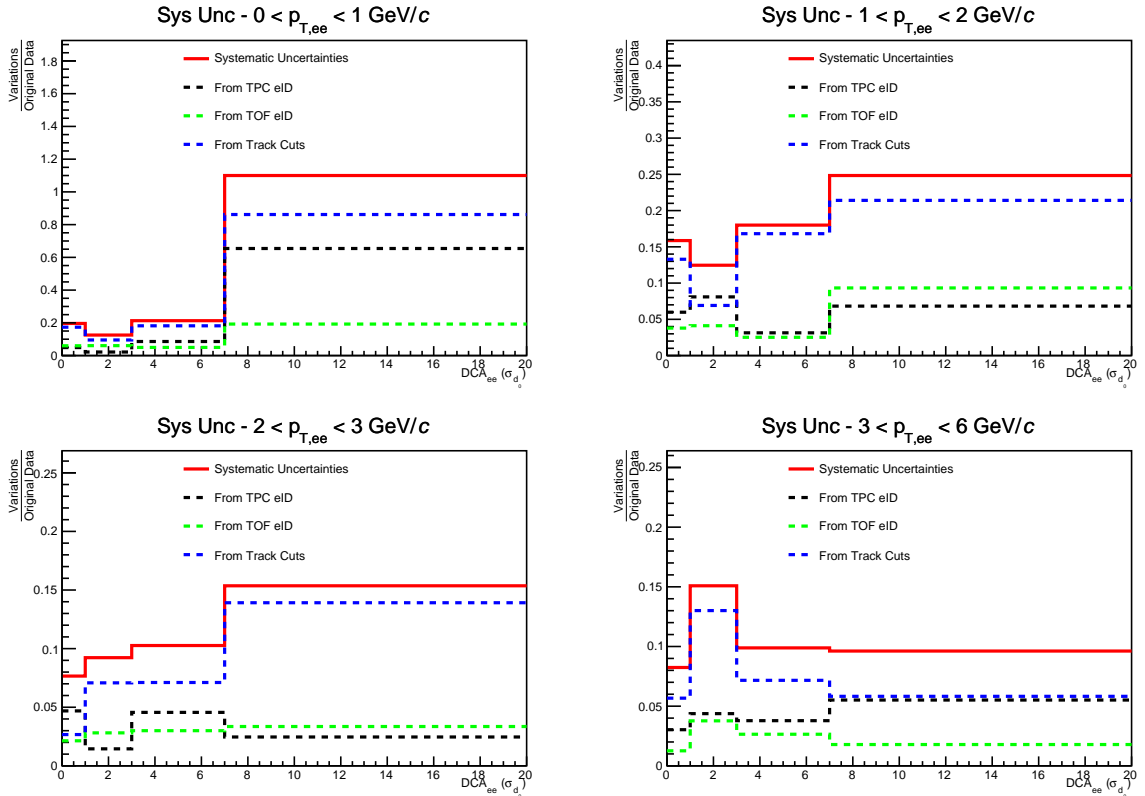 Sys Unc - 0 < p_T,ee < 1 GeV/c
Variations
Original Data
1.8
1.6
1.4
1.2
1
0.8
0.6
0.4
0.2
0
Systematic Uncertainties
From TPC eID
From TOF eID
From Track Cuts
0 2 4 6 8 10 12 14 16 18 20
DCA_ee (σ_d_0)
Sys Unc - 1 < p_T,ee < 2 GeV/c
Variations
Original Data
0.4
0.35
0.3
0.25
0.2
0.15
0.1
0.05
0
Systematic Uncertainties
From TPC eID
From TOF eID
From Track Cuts
0 2 4 6 8 10 12 14 16 18 20
DCA_ee (σ_d_0)
Sys Unc - 2 < p_T,ee < 3 GeV/c
Variations
Original Data
0.25
0.2
0.15
0.1
0.05
0
Systematic Uncertainties
From TPC eID
From TOF eID
From Track Cuts
0 2 4 6 8 10 12 14 16 18 20
DCA_ee (σ_d_0)
Sys Unc - 3 < p_T,ee < 6 GeV/c
Variations
Original Data
0.25
0.2
0.15
0.1
0.05
0
Systematic Uncertainties
From TPC eID
From TOF eID
From Track Cuts
0 2 4 6 8 10 12 14 16 18 20
DCA_ee (σ_d_0)